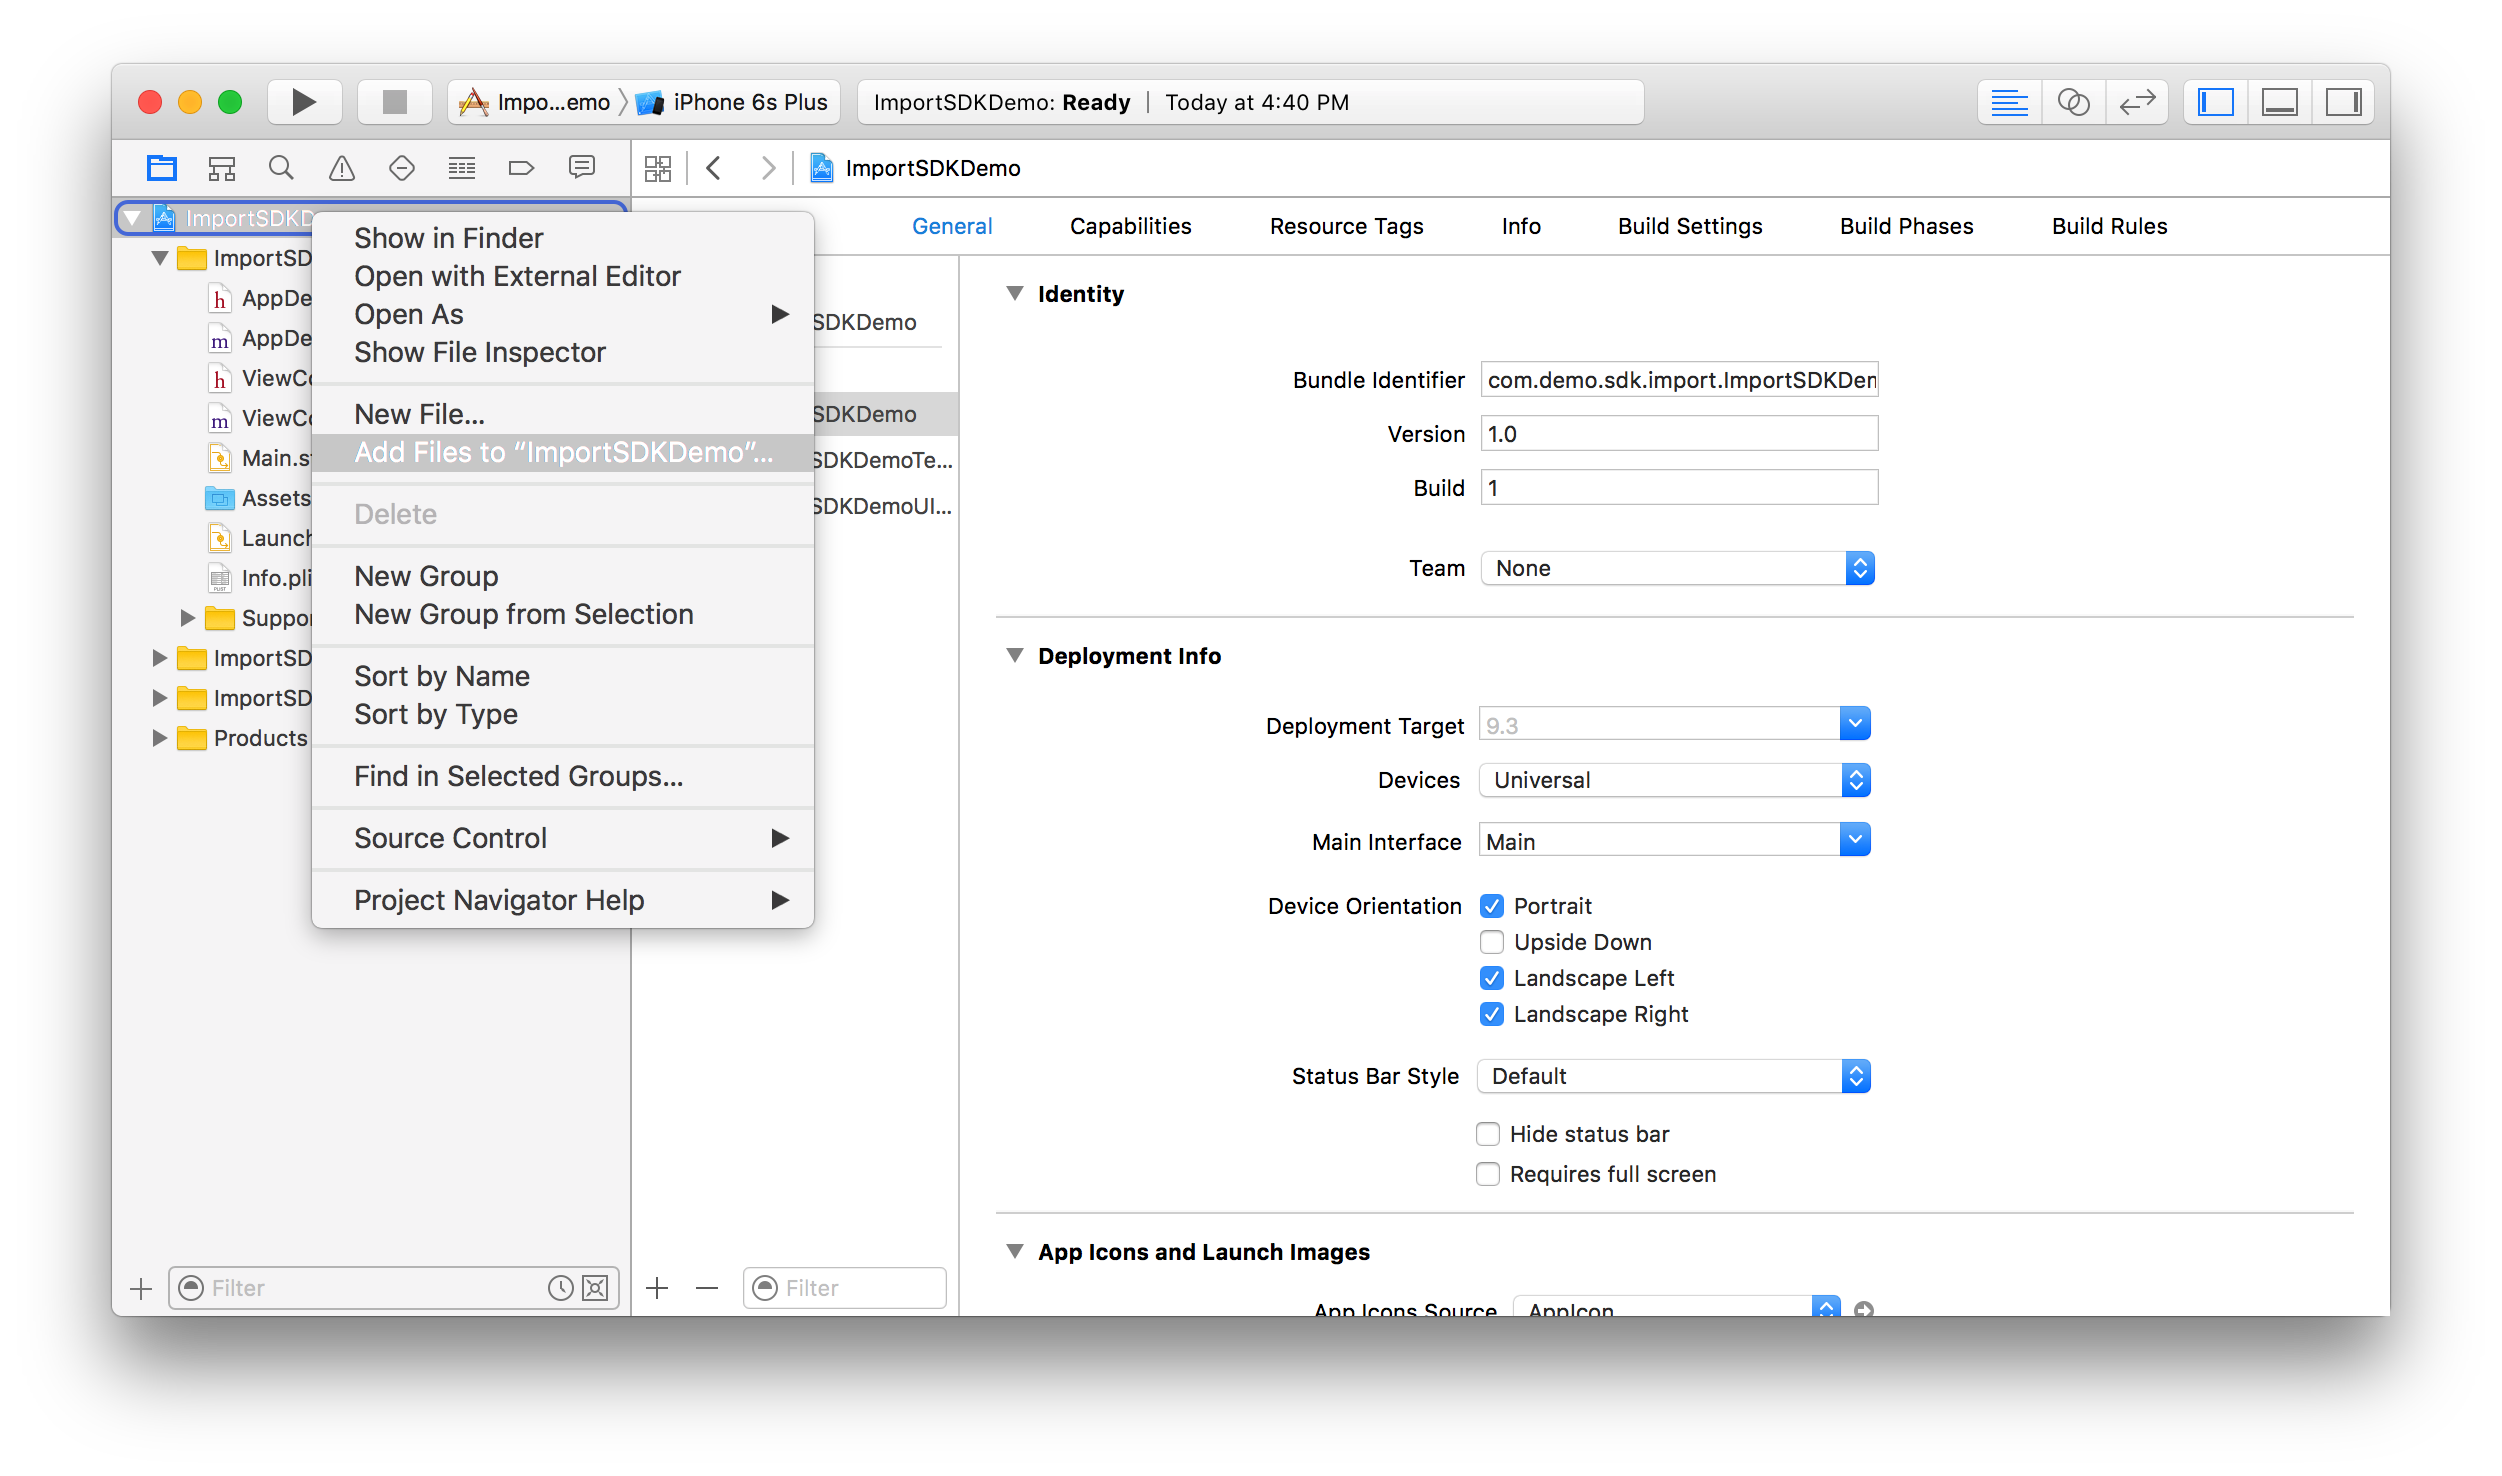 Impo...emo
iPhone 6s Plus
ImportSDKDemo: Ready
Today at 4:40 PM
ImportSDKDemo
ImportSDKD
ImportSD
h AppDe
m AppDe
h ViewCo
m ViewCo
Main.s
Assets
Launch
PLIST Info.pli
Suppo
ImportSD
ImportSD
Products
Show in Finder
Open with External Editor
Open As
Show File Inspector
New File...
Add Files to “ImportSDKDemo”...
Delete
New Group
New Group from Selection
Sort by Name
Sort by Type
Find in Selected Groups...
Source Control
Project Navigator Help
SDKDemo
SDKDemo
SDKDemoTe...
SDKDemoUI...
General
Capabilities
Resource Tags
Info
Build Settings
Build Phases
Build Rules
Identity
Bundle Identifier com.demo.sdk.import.ImportSDKDem
Version 1.0
Build 1
Team None
Deployment Info
Deployment Target 9.3
Devices Universal
Main Interface Main
Device Orientation Portrait
Upside Down
Landscape Left
Landscape Right
Status Bar Style Default
Hide status bar
Requires full screen
App Icons and Launch Images
App Icons Source AppIcon
Filter
Filter